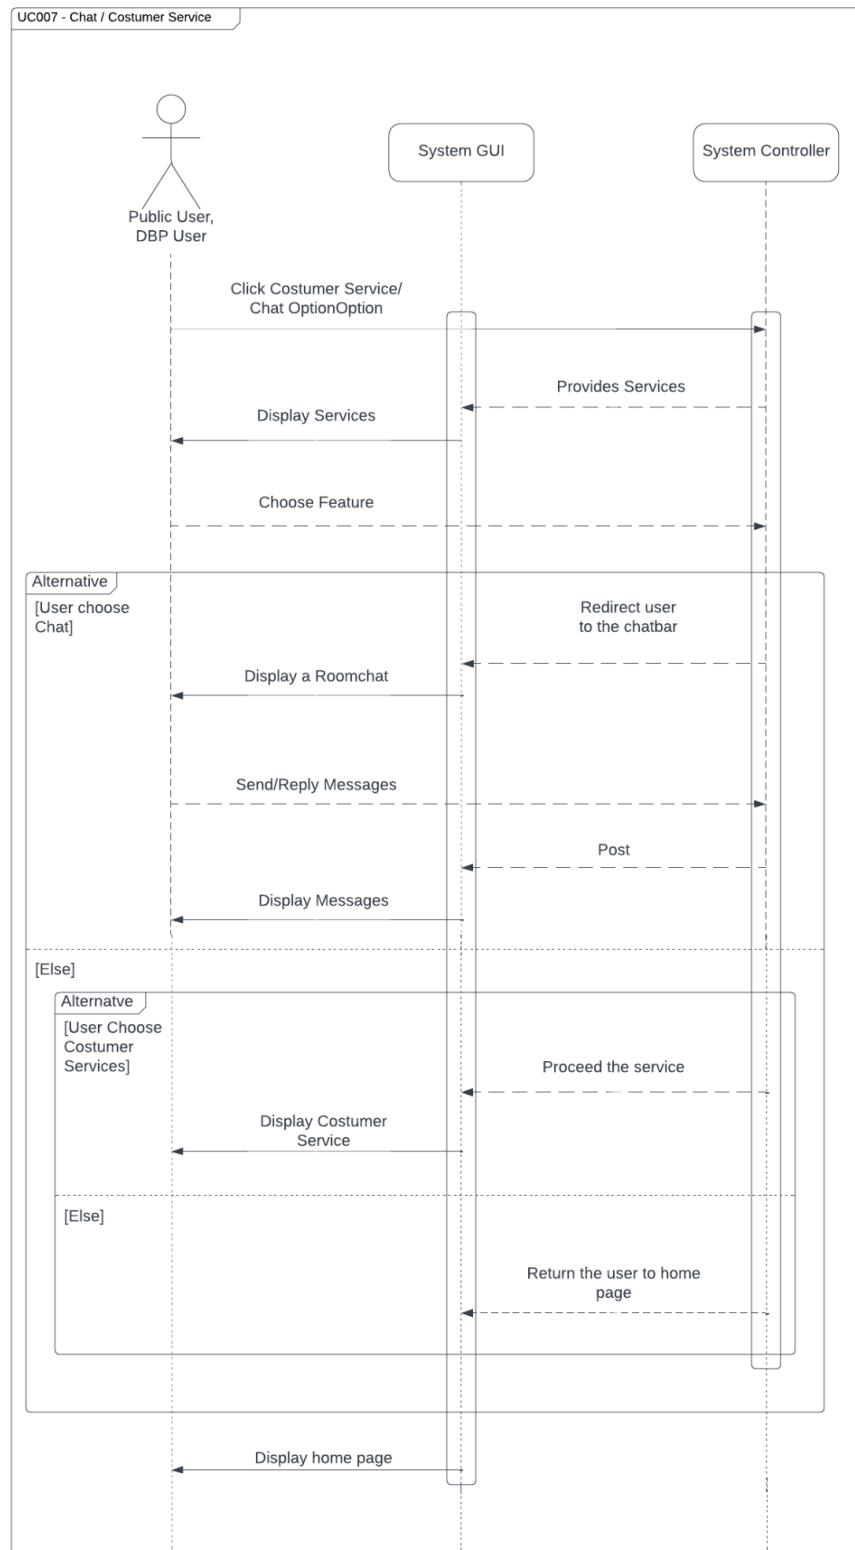 UC007 - Chat / Costumer Service
System GUI
System Controller
Public User,
DBP User
Click Costumer Service/
Chat OptionOption
Provides Services
Display Services
Choose Feature
Alternative
[User choose
Chat]
Redirect user
to the chatbar
Display a Roomchat
Send/Reply Messages
Post
Display Messages
[Else]
Alternatve
[User Choose
Costumer
Services]
Proceed the service
Display Costumer
Service
[Else]
Return the user to home
page
Display home page